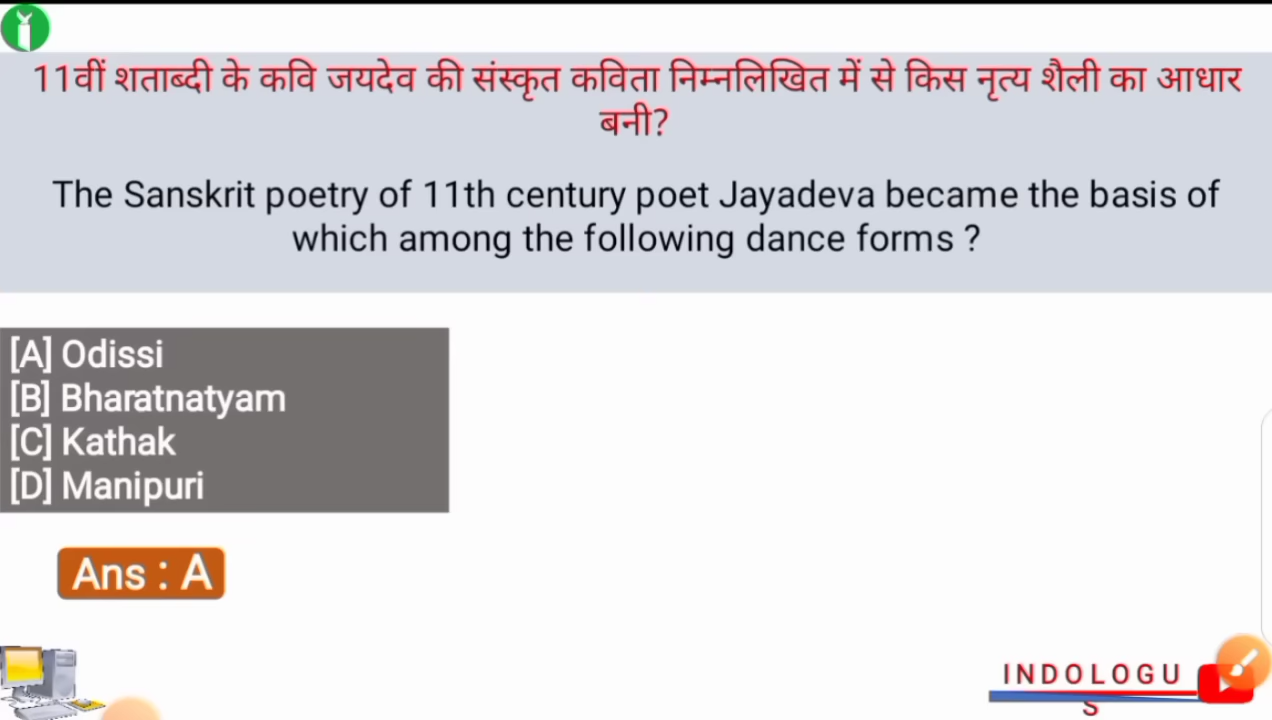 11वीं शताब्दी के कवि जयदेव की संस्कृत कविता निम्नलिखित में से किस नृत्य शैली का आधार
बनी?
The Sanskrit poetry of 11th century poet Jayadeva became the basis of
which among the following dance forms ?
[A] Odissi
[B] Bharatnatyam
[C] Kathak
[D] Manipuri
Ans : A
INDOLOGU
S